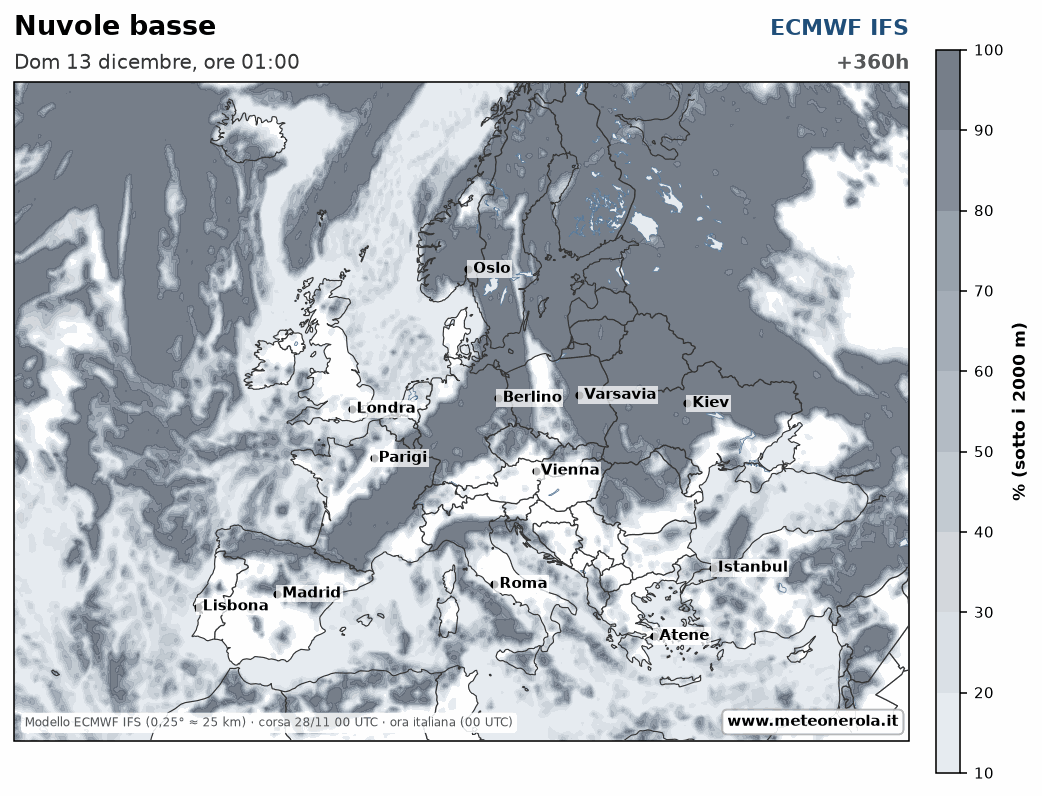 Nuvole basse
ECMWF IFS
Dom 13 dicembre, ore 01:00
+360h
100
90
80
70
60
50
40
30
20
10
% (sotto i 2000 m)
Oslo
Berlino
Varsavia
Kiev
Londra
Parigi
Vienna
Istanbul
Roma
Madrid
Lisbona
Atene
Modello ECMWF IFS (0,25° ≈ 25 km) · corsa 28/11 00 UTC · ora italiana (00 UTC)
www.meteonerola.it